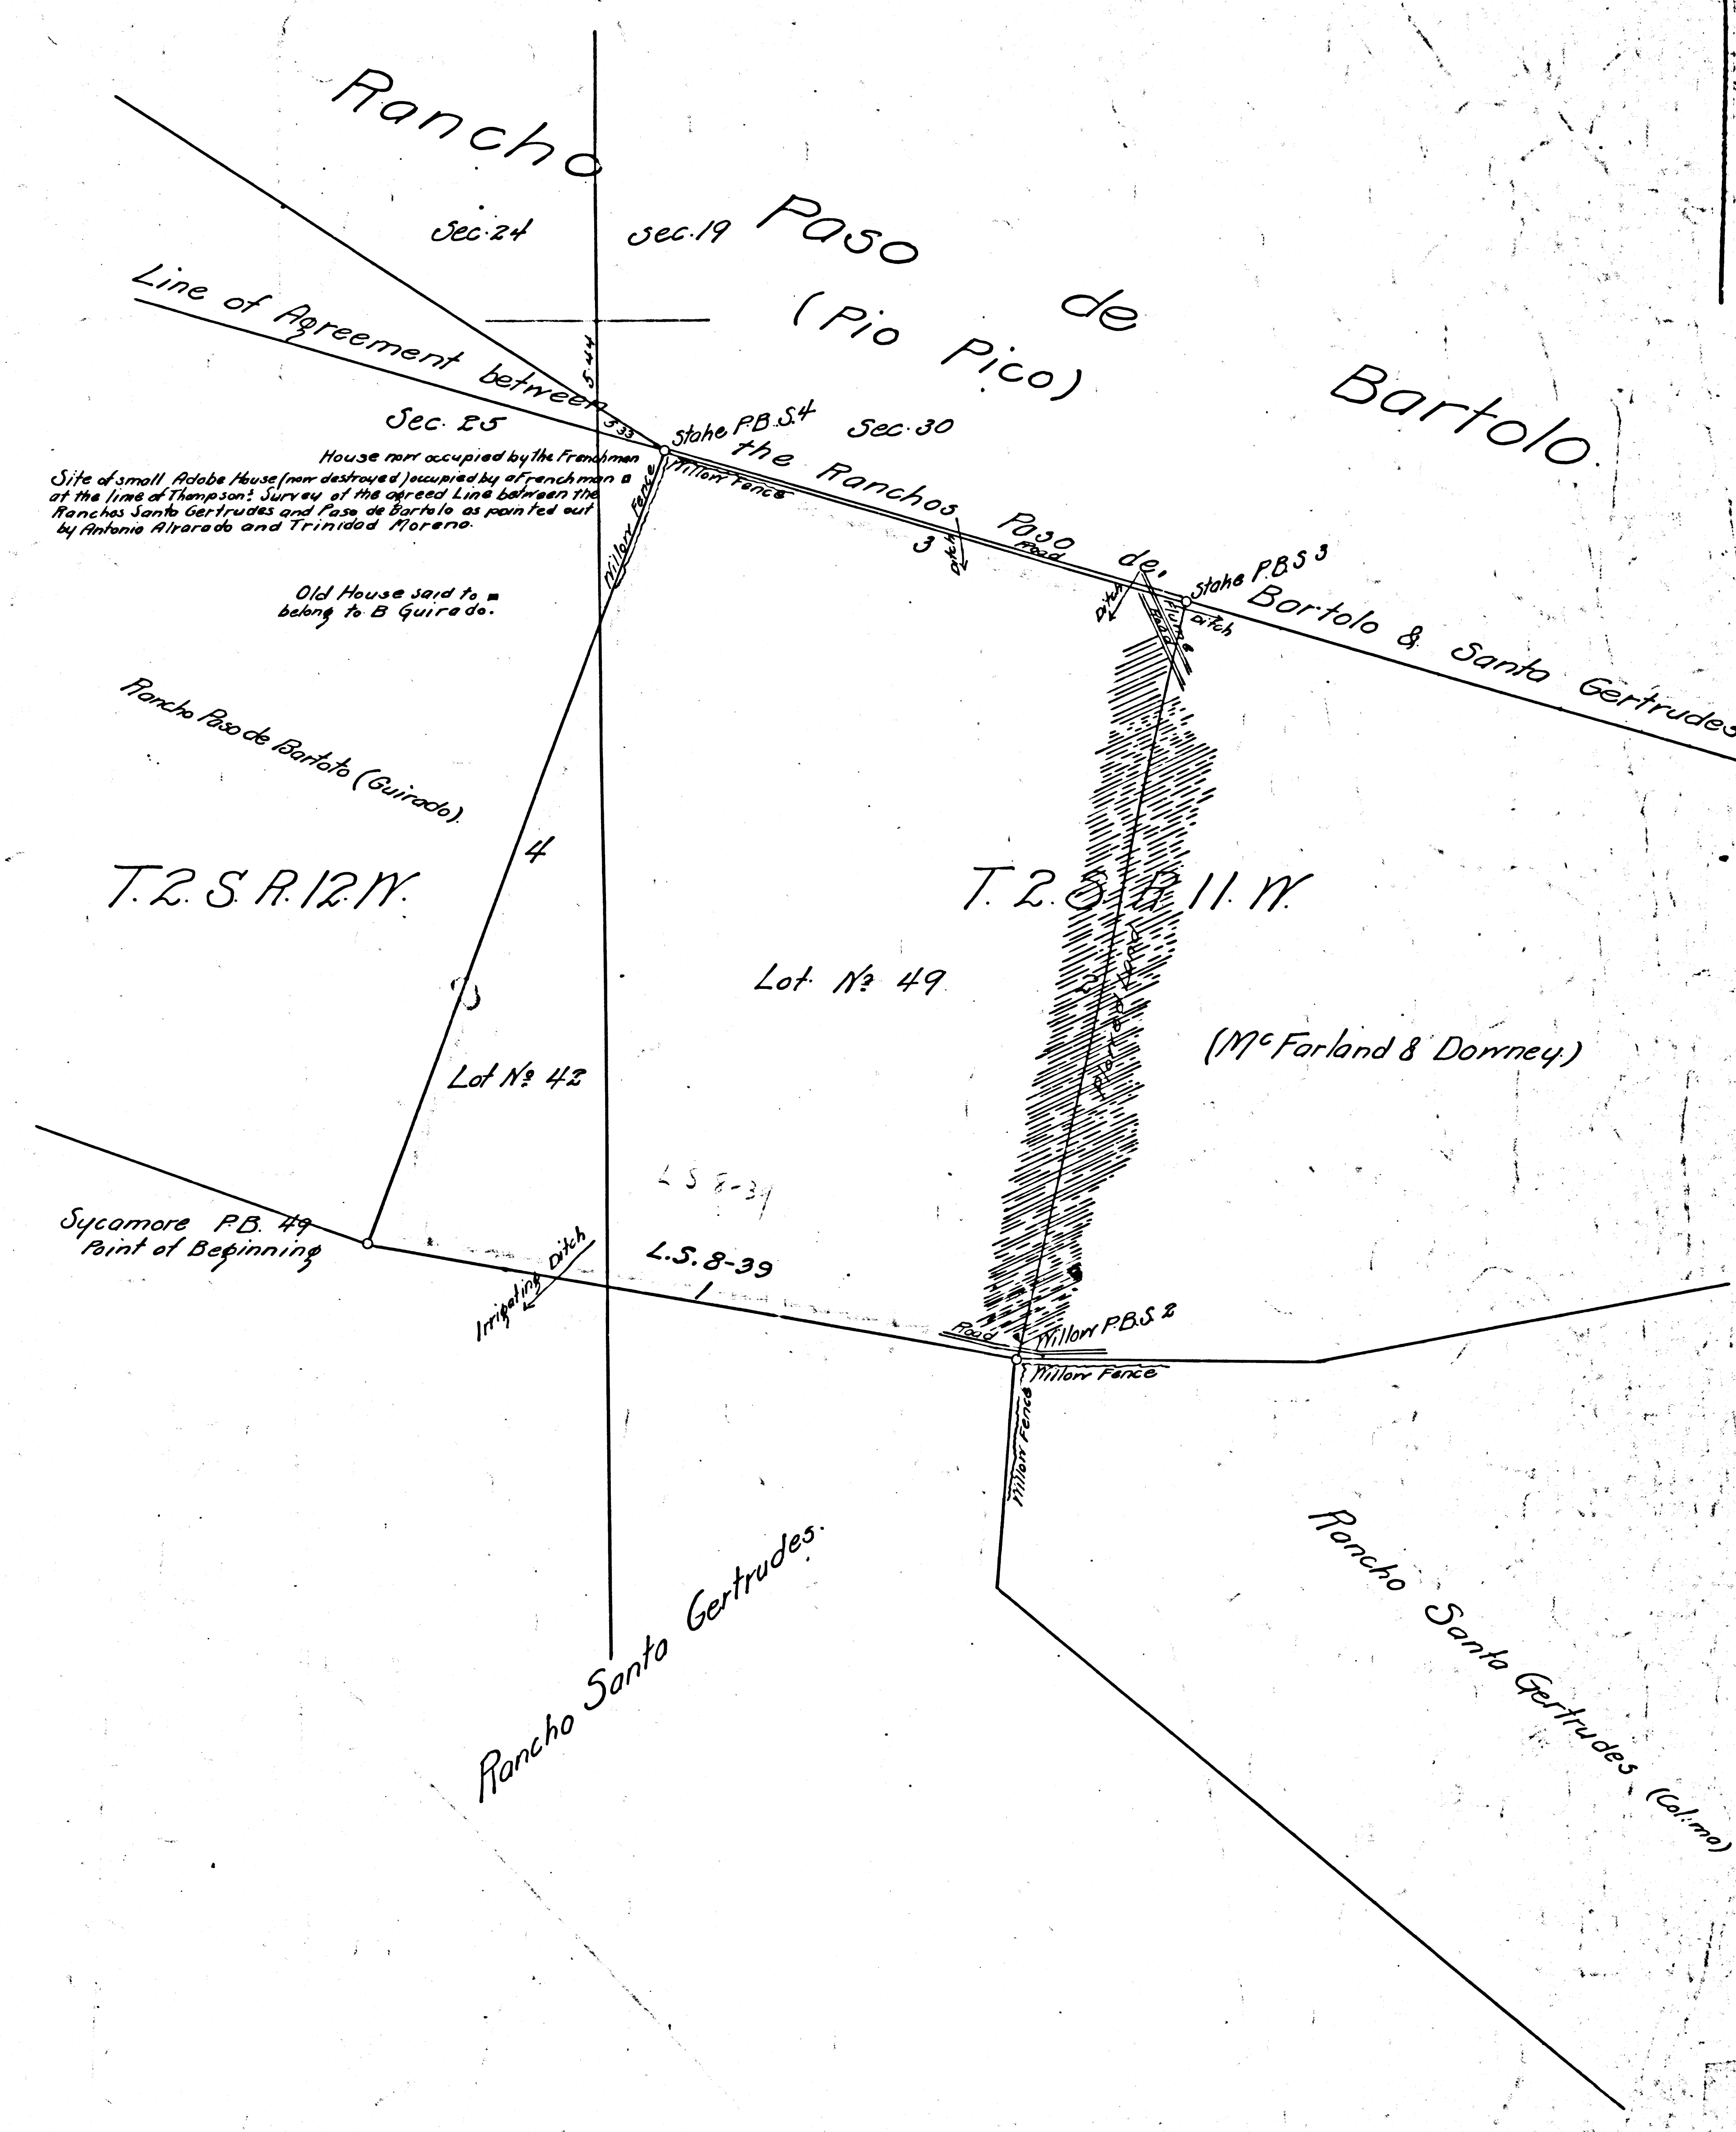 Rancho
Paso
de
Bartolo.
(Pio Pico)
Sec. 24
Sec. 19
Line of Agreement between
the Ranchos Paso de.
Bartolo & Santa Gertrudes
5.44
5.33
Sec. 25
Stake P.B.S. 4
Sec. 30
House now occupied by the Frenchman
Site of small Adobe House (now destroyed) occupied by a Frenchman
at the time of Thompson's Survey of the agreed Line between the
Ranchos Santa Gertrudes and Paso de Bartolo as pointed out
by Antonio Alvarado and Trinidad Moreno.
Willow Fence
Willow Fence
3
Ditch
Road
Ditch
Flume
Road
Stake P.B.S 3
Ditch
Old House said to
belong to B Guirado.
Rancho Paso de Bartolo (Guirado).
4
T. 2. S. R. 12. W.
T. 2. S. R. 11. W.
Lot No 49
2
(McFarland & Downey.)
Lot No 42
L S 8-39
Sycamore P.B. 49
Point of Beginning
Irrigating Ditch
L.S. 8-39
1
Road
Willow P.B.S. 2
Willow Fence
Willow Fence
Rancho Santa Gertrudes.
Rancho Santa Gertrudes (Colima)